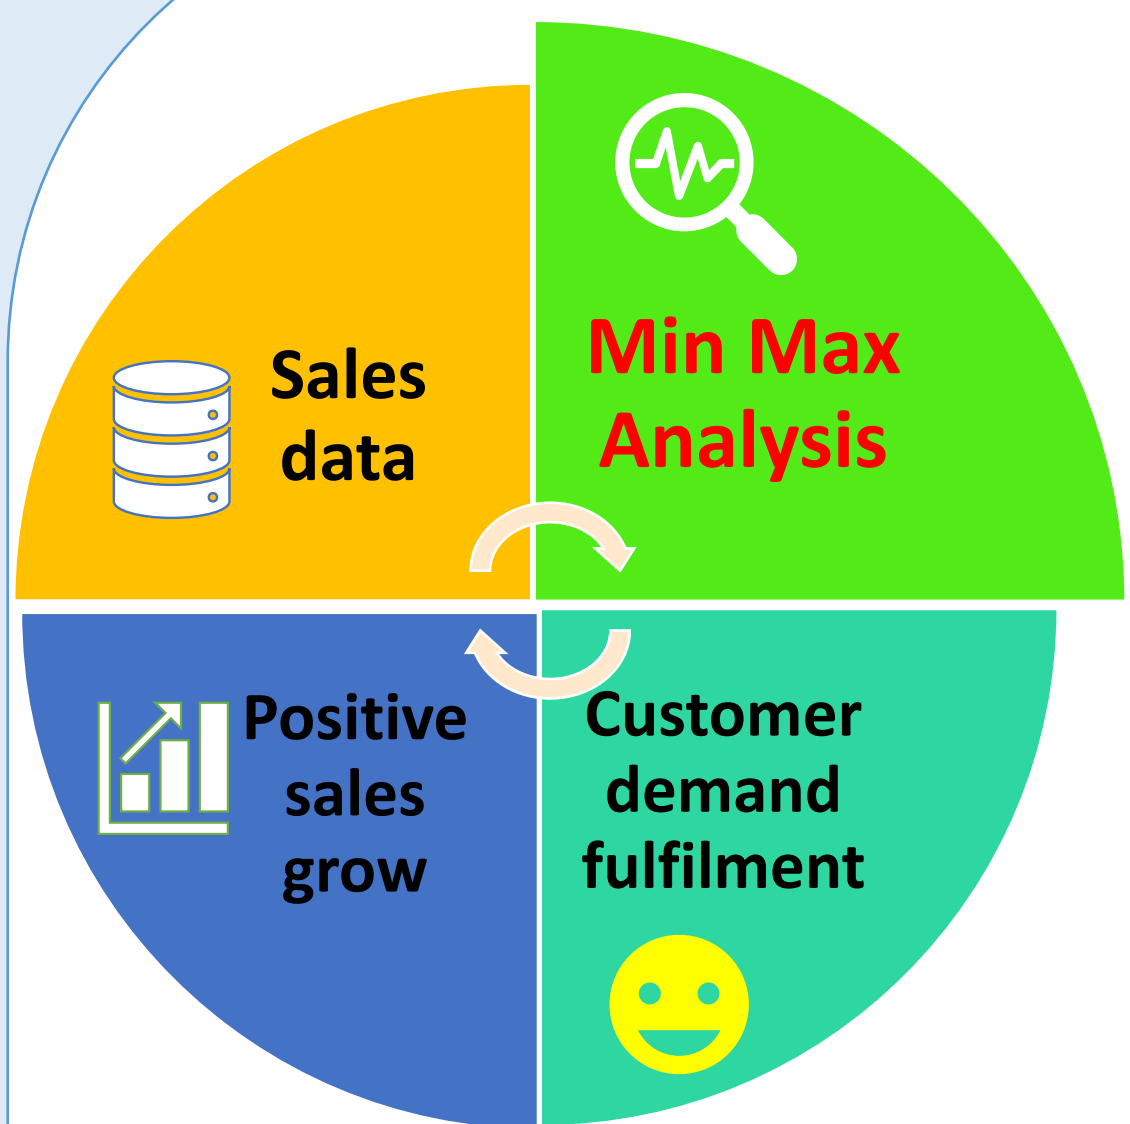 Sales
data
Min Max
Analysis
Positive
sales
grow
Customer
demand
fulfilment